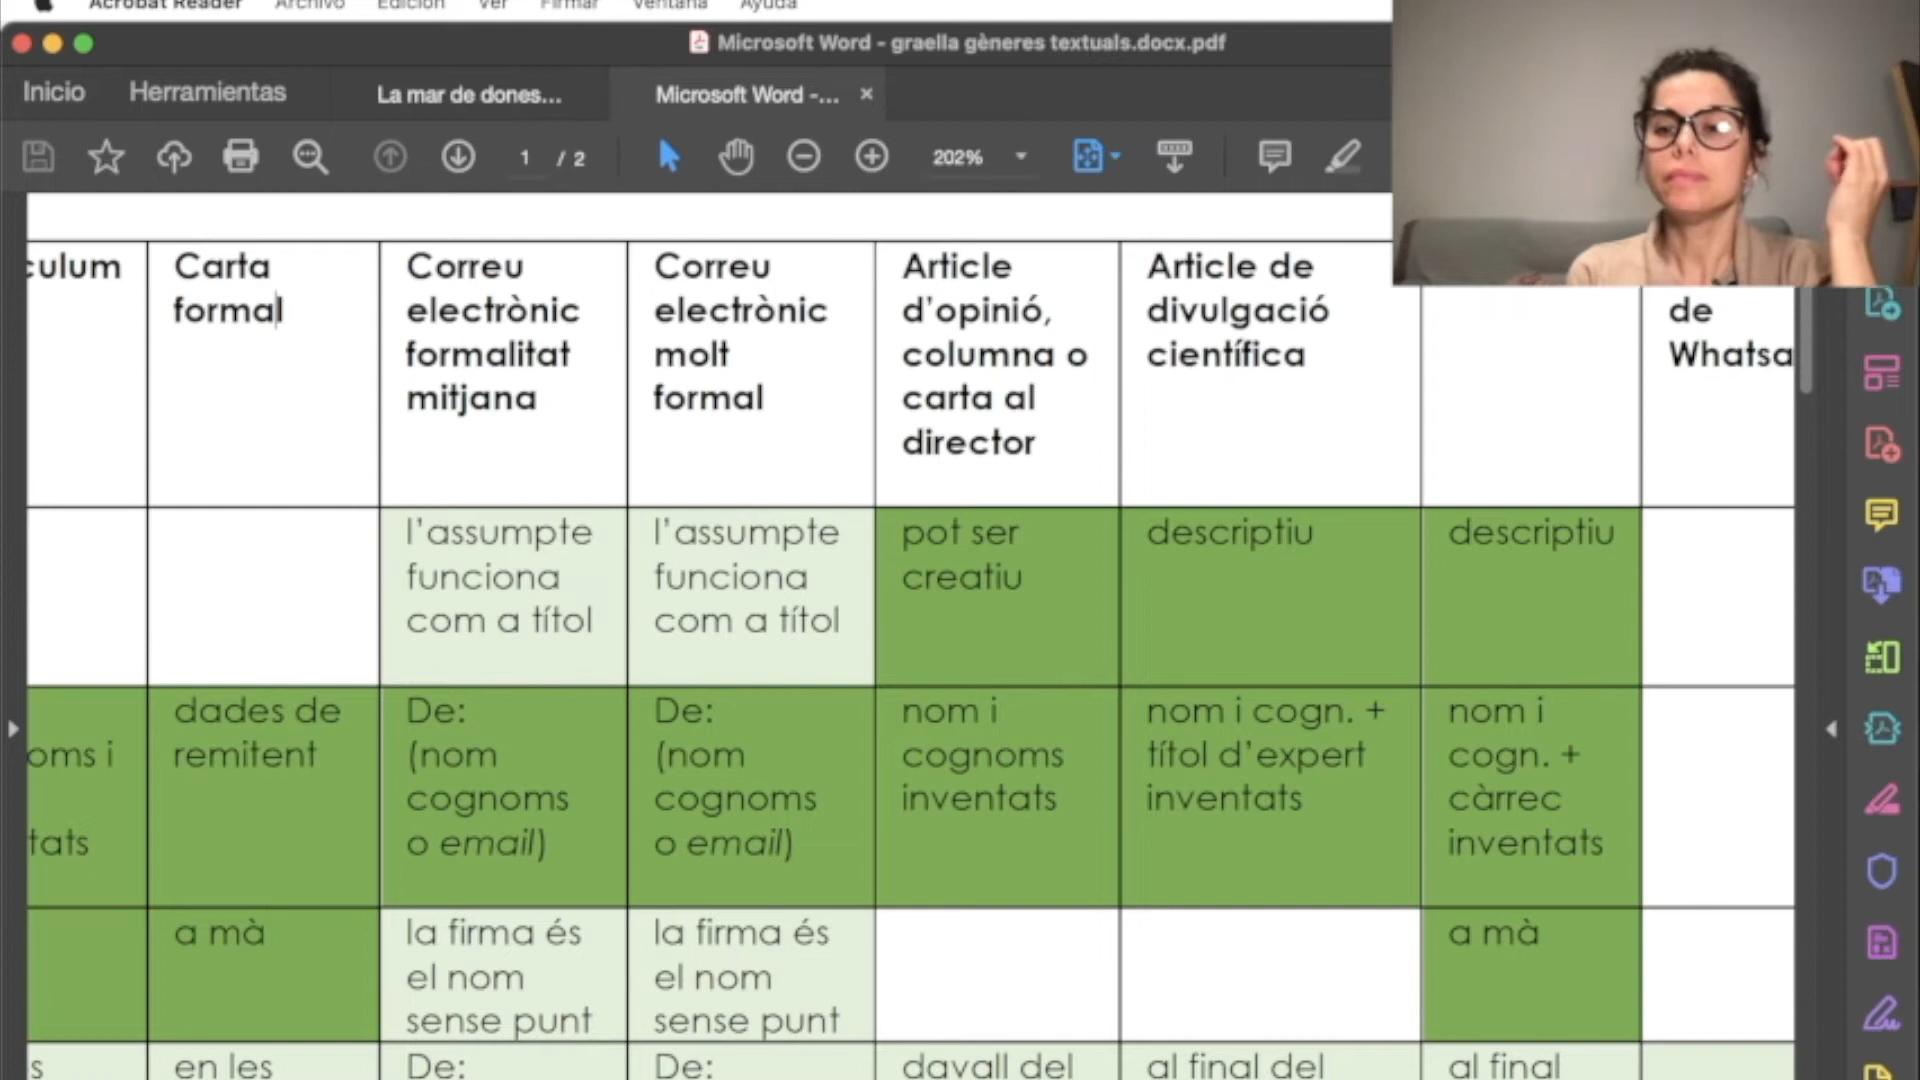 Acrobat Reader Archivo Edición Ver Firmar Ventana Ayuda
Microsoft Word - graella gèneres textuals.docx.pdf
Inicio Herramientas La mar de dones... Microsoft Word -... ×
1 / 2 202%
culum
Carta
formal
Correu
electrònic
formalitat
mitjana
Correu
electrònic
molt
formal
Article
d'opinió,
columna o
carta al
director
Article de
divulgació
científica
de
Whatsa
l'assumpte
funciona
com a títol
l'assumpte
funciona
com a títol
pot ser
creatiu
descriptiu
descriptiu
oms i
tats
dades de
remitent
De:
(nom
cognoms
o email)
De:
(nom
cognoms
o email)
nom i
cognoms
inventats
nom i cogn. +
títol d'expert
inventats
nom i
cogn. +
càrrec
inventats
a mà
la firma és
el nom
sense punt
la firma és
el nom
sense punt
a mà
s
en les
De:
De:
davall del
al final del
al final